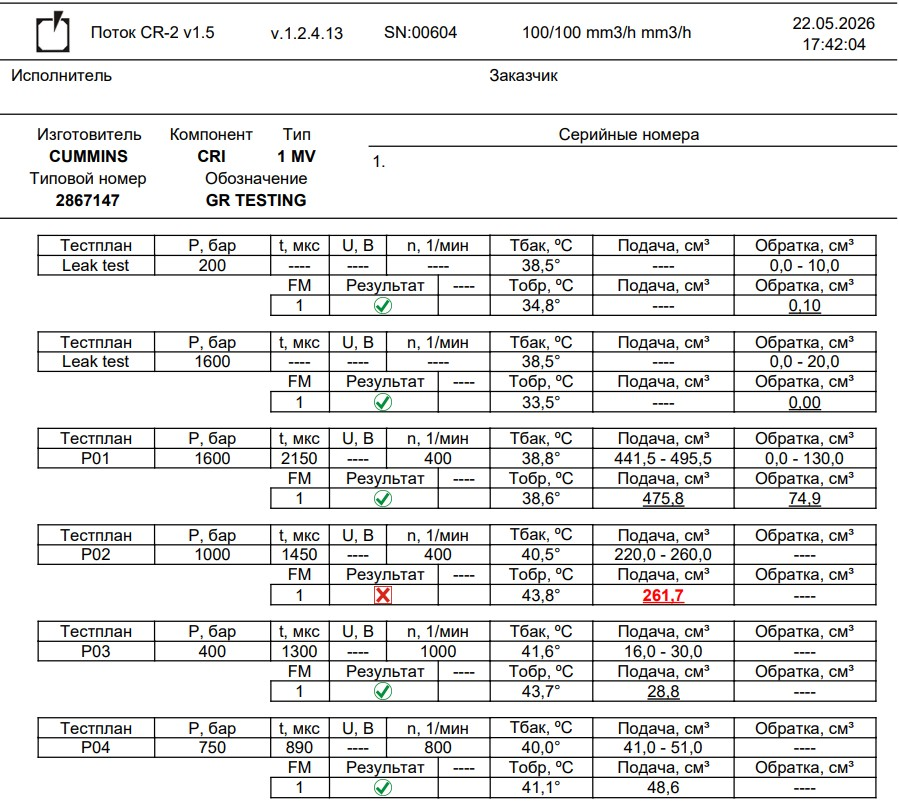 Поток CR-2 v1.5 v.1.2.4.13 SN:00604 100/100 mm3/h mm3/h 22.05.2026
17:42:04
Исполнитель Заказчик
Изготовитель Компонент Тип Серийные номера
CUMMINS CRI 1 MV
1.
Типовой номер Обозначение
2867147 GR TESTING
Тестплан P, бар t, мкс U, В n, 1/мин Тбак, ºC Подача, см³ Обратка, см³
Leak test 200 ---- ---- ---- 38,5° ---- 0,0 - 10,0
FM Результат ---- Тобр, ºC Подача, см³ Обратка, см³
1 34,8° ---- 0,10
Тестплан P, бар t, мкс U, В n, 1/мин Тбак, ºC Подача, см³ Обратка, см³
Leak test 1600 ---- ---- ---- 38,5° ---- 0,0 - 20,0
FM Результат ---- Тобр, ºC Подача, см³ Обратка, см³
1 33,5° ---- 0,00
Тестплан P, бар t, мкс U, В n, 1/мин Тбак, ºC Подача, см³ Обратка, см³
P01 1600 2150 ---- 400 38,8° 441,5 - 495,5 0,0 - 130,0
FM Результат ---- Тобр, ºC Подача, см³ Обратка, см³
1 38,6° 475,8 74,9
Тестплан P, бар t, мкс U, В n, 1/мин Тбак, ºC Подача, см³ Обратка, см³
P02 1000 1450 ---- 400 40,5° 220,0 - 260,0 ----
FM Результат ---- Тобр, ºC Подача, см³ Обратка, см³
1 43,8° 261,7 ----
Тестплан P, бар t, мкс U, В n, 1/мин Тбак, ºC Подача, см³ Обратка, см³
P03 400 1300 ---- 1000 41,6° 16,0 - 30,0 ----
FM Результат ---- Тобр, ºC Подача, см³ Обратка, см³
1 43,7° 28,8 ----
Тестплан P, бар t, мкс U, В n, 1/мин Тбак, ºC Подача, см³ Обратка, см³
P04 750 890 ---- 800 40,0° 41,0 - 51,0 ----
FM Результат ---- Тобр, ºC Подача, см³ Обратка, см³
1 41,1° 48,6 ----